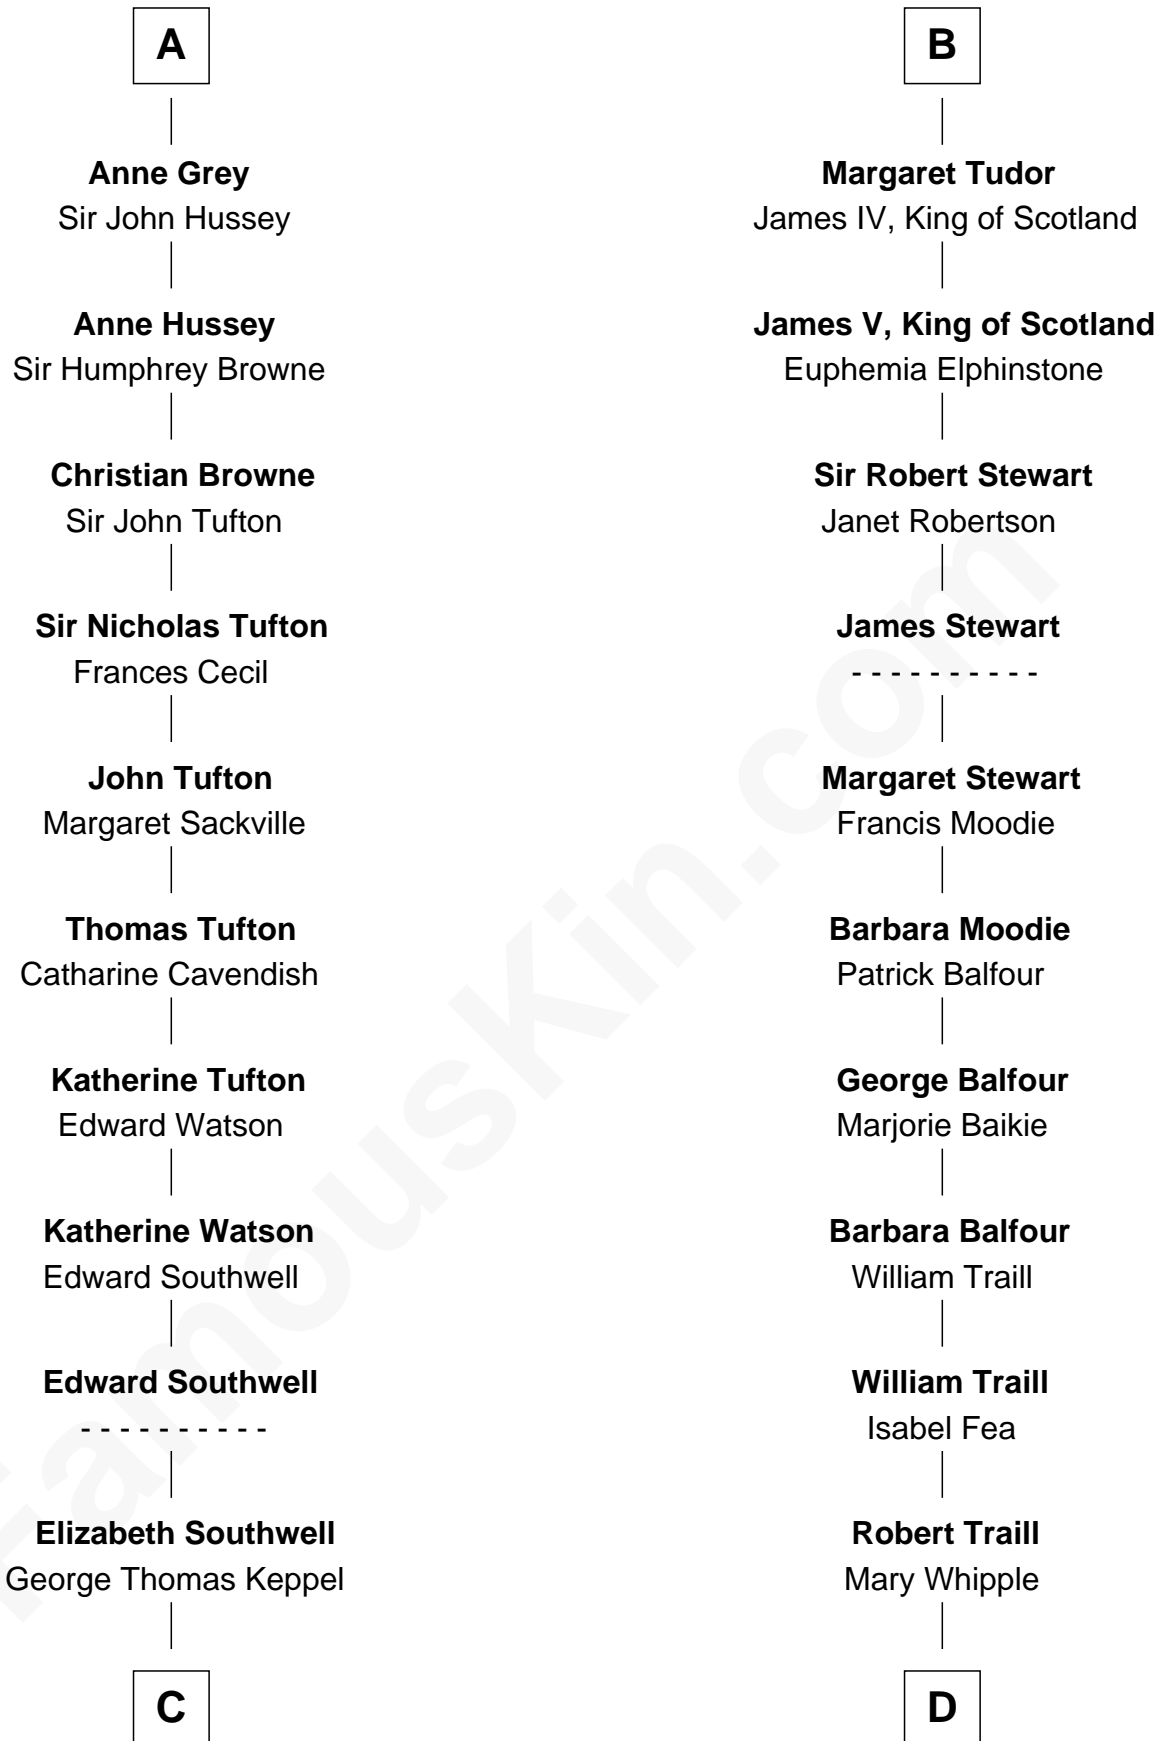 A
Anne Grey
Sir John Hussey
Anne Hussey
Sir Humphrey Browne
Christian Browne
Sir John Tufton
Sir Nicholas Tufton
Frances Cecil
John Tufton
Margaret Sackville
Thomas Tufton
Catharine Cavendish
Katherine Tufton
Edward Watson
Katherine Watson
Edward Southwell
Edward Southwell
- - - - - - - - - -
Elizabeth Southwell
George Thomas Keppel
C
B
Margaret Tudor
James IV, King of Scotland
James V, King of Scotland
Euphemia Elphinstone
Sir Robert Stewart
Janet Robertson
James Stewart
- - - - - - - - - -
Margaret Stewart
Francis Moodie
Barbara Moodie
Patrick Balfour
George Balfour
Marjorie Baikie
Barbara Balfour
William Traill
William Traill
Isabel Fea
Robert Traill
Mary Whipple
D
FamousKin.com